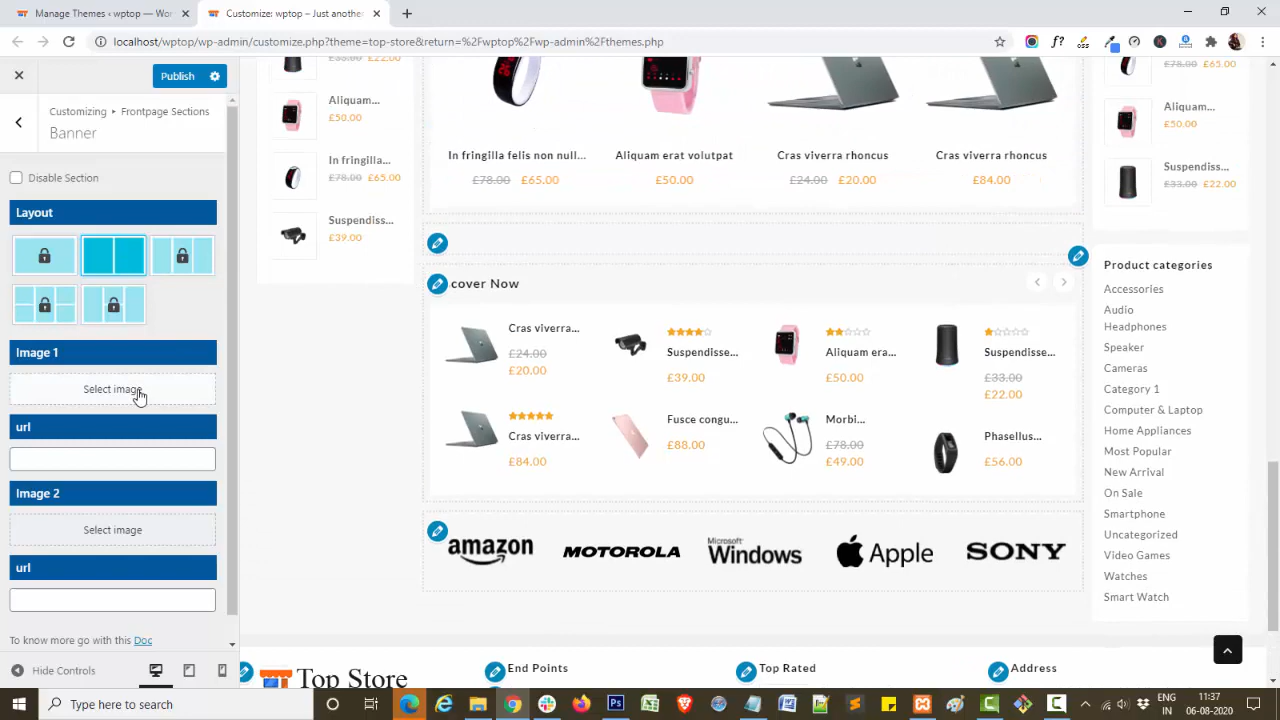 Manage Themes ‹ wptop — Wor
Customize: wptop – Just another
localhost/wptop/wp-admin/customize.php?theme=top-store&return=%2Fwptop%2Fwp-admin%2Fthemes.php
Publish
Customizing ▸ Frontpage Sections
Banner
Disable Section
Layout
Image 1
Select image
url
Image 2
Select image
url
To know more go with this Doc
Hide Controls
£33.00 £22.00
Aliquam...
£50.00
In fringilla...
£78.00 £65.00
Suspendiss...
£39.00
In fringilla felis non null...
£78.00 £65.00
Aliquam erat volutpat
£50.00
Cras viverra rhoncus
£24.00 £20.00
Cras viverra rhoncus
£84.00
cover Now
Cras viverra...
£24.00
£20.00
Suspendisse...
£39.00
Aliquam era...
£50.00
Suspendisse...
£33.00
£22.00
Cras viverra...
£84.00
Fusce congu...
£88.00
Morbi...
£78.00
£49.00
Phasellus...
£56.00
amazon
MOTOROLA
Microsoft
Windows
Apple
SONY
£78.00 £65.00
Aliquam...
£50.00
Suspendiss...
£33.00 £22.00
Product categories
Accessories
Audio
Headphones
Speaker
Cameras
Category 1
Computer & Laptop
Home Appliances
Most Popular
New Arrival
On Sale
Smartphone
Uncategorized
Video Games
Watches
Smart Watch
Top Store
End Points
Top Rated
Address
Type here to search
ENG
IN
11:37
06-08-2020